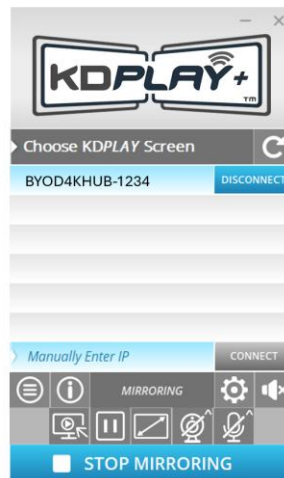 KDPLAY+
TM
Choose KDPLAY Screen
BYOD4KHUB-1234 DISCONNECT
Manually Enter IP CONNECT
MIRRORING
STOP MIRRORING